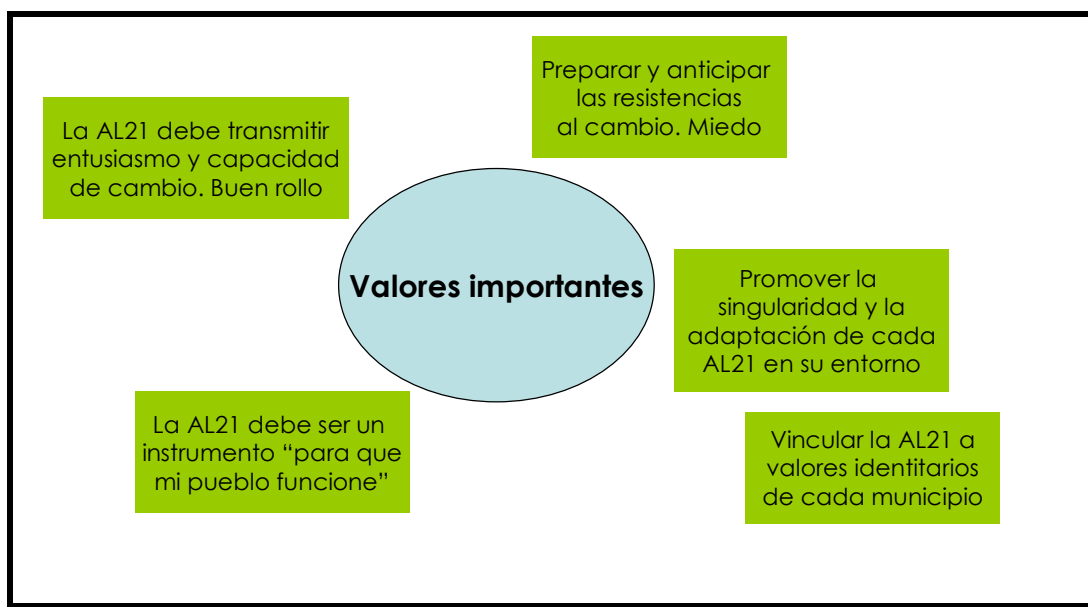 Preparar y anticipar
las resistencias
al cambio. Miedo
La AL21 debe transmitir
entusiasmo y capacidad
de cambio. Buen rollo
Valores importantes
Promover la
singularidad y la
adaptación de cada
AL21 en su entorno
La AL21 debe ser un
instrumento “para que
mi pueblo funcione”
Vincular la AL21 a
valores identitarios
de cada municipio